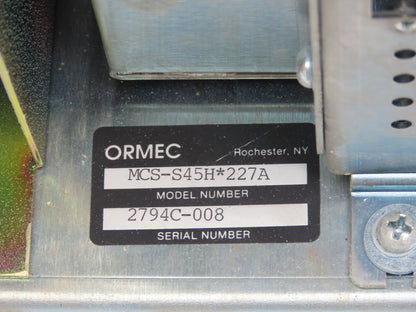 ORMEC Rochester, NY
MCS-S45H*227A
MODEL NUMBER
2794C-008
SERIAL NUMBER